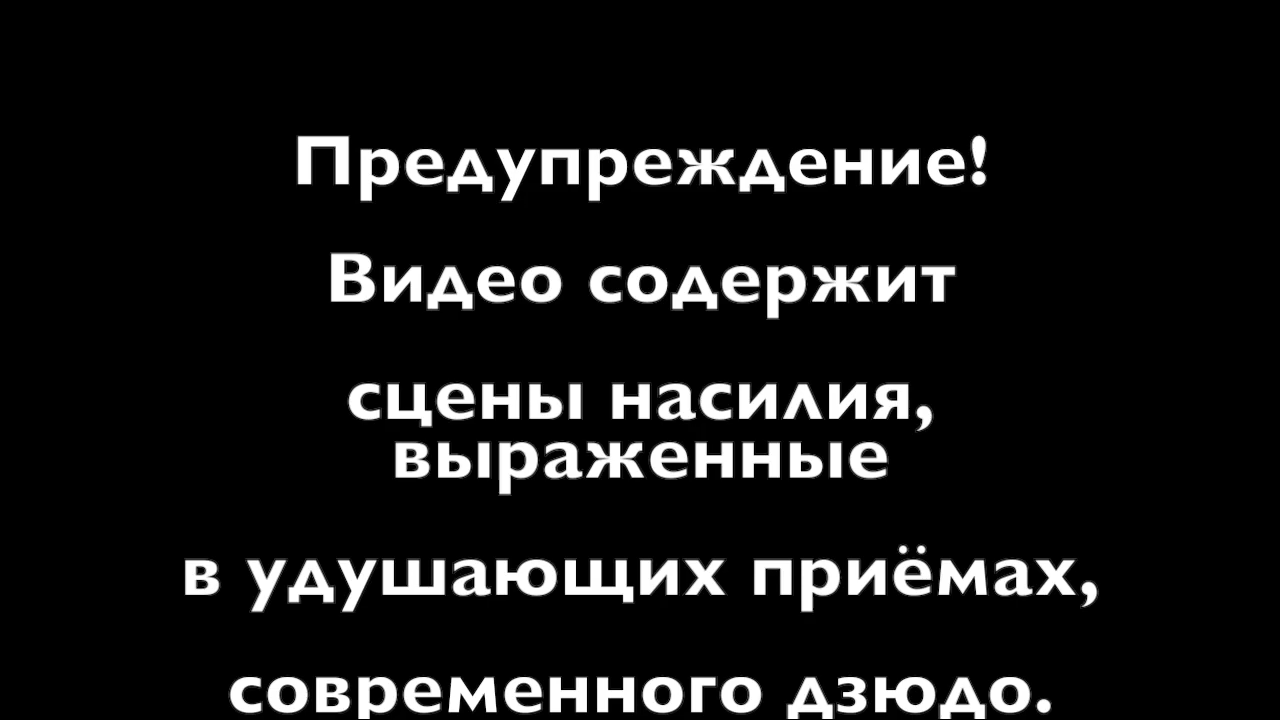 Предупреждение!
Видео содержит
сцены насилия,
выраженные
в удушающих приёмах,
современного дзюдо.